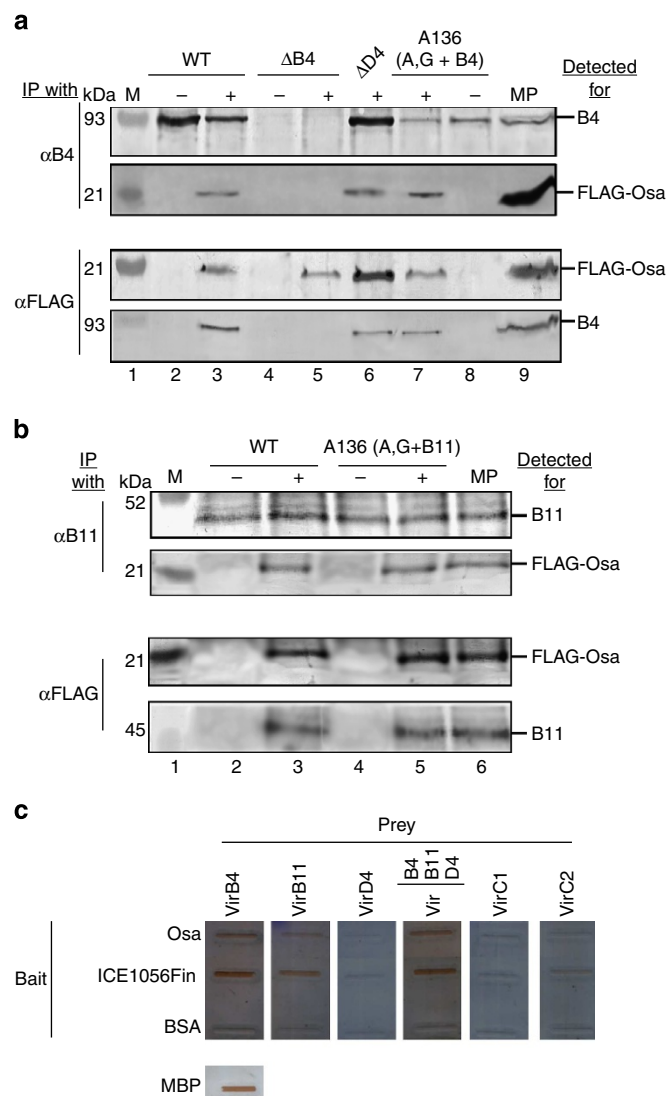 a
WT ΔB4 ΔD4 A136 (A,G + B4) Detected for
IP with kDa M – + – + + + – MP
αB4
93 B4
21 FLAG-Osa
αFLAG
21 FLAG-Osa
93 B4
1 2 3 4 5 6 7 8 9
b
IP with kDa M WT A136 (A,G+B11) Detected for
– + – + MP
αB11
52 B11
21 FLAG-Osa
αFLAG
21 FLAG-Osa
45 B11
1 2 3 4 5 6
c
Prey
VirB4 VirB11 VirD4 Vir B4 B11 D4 VirC1 VirC2
Bait
Osa
ICE1056Fin
BSA
MBP